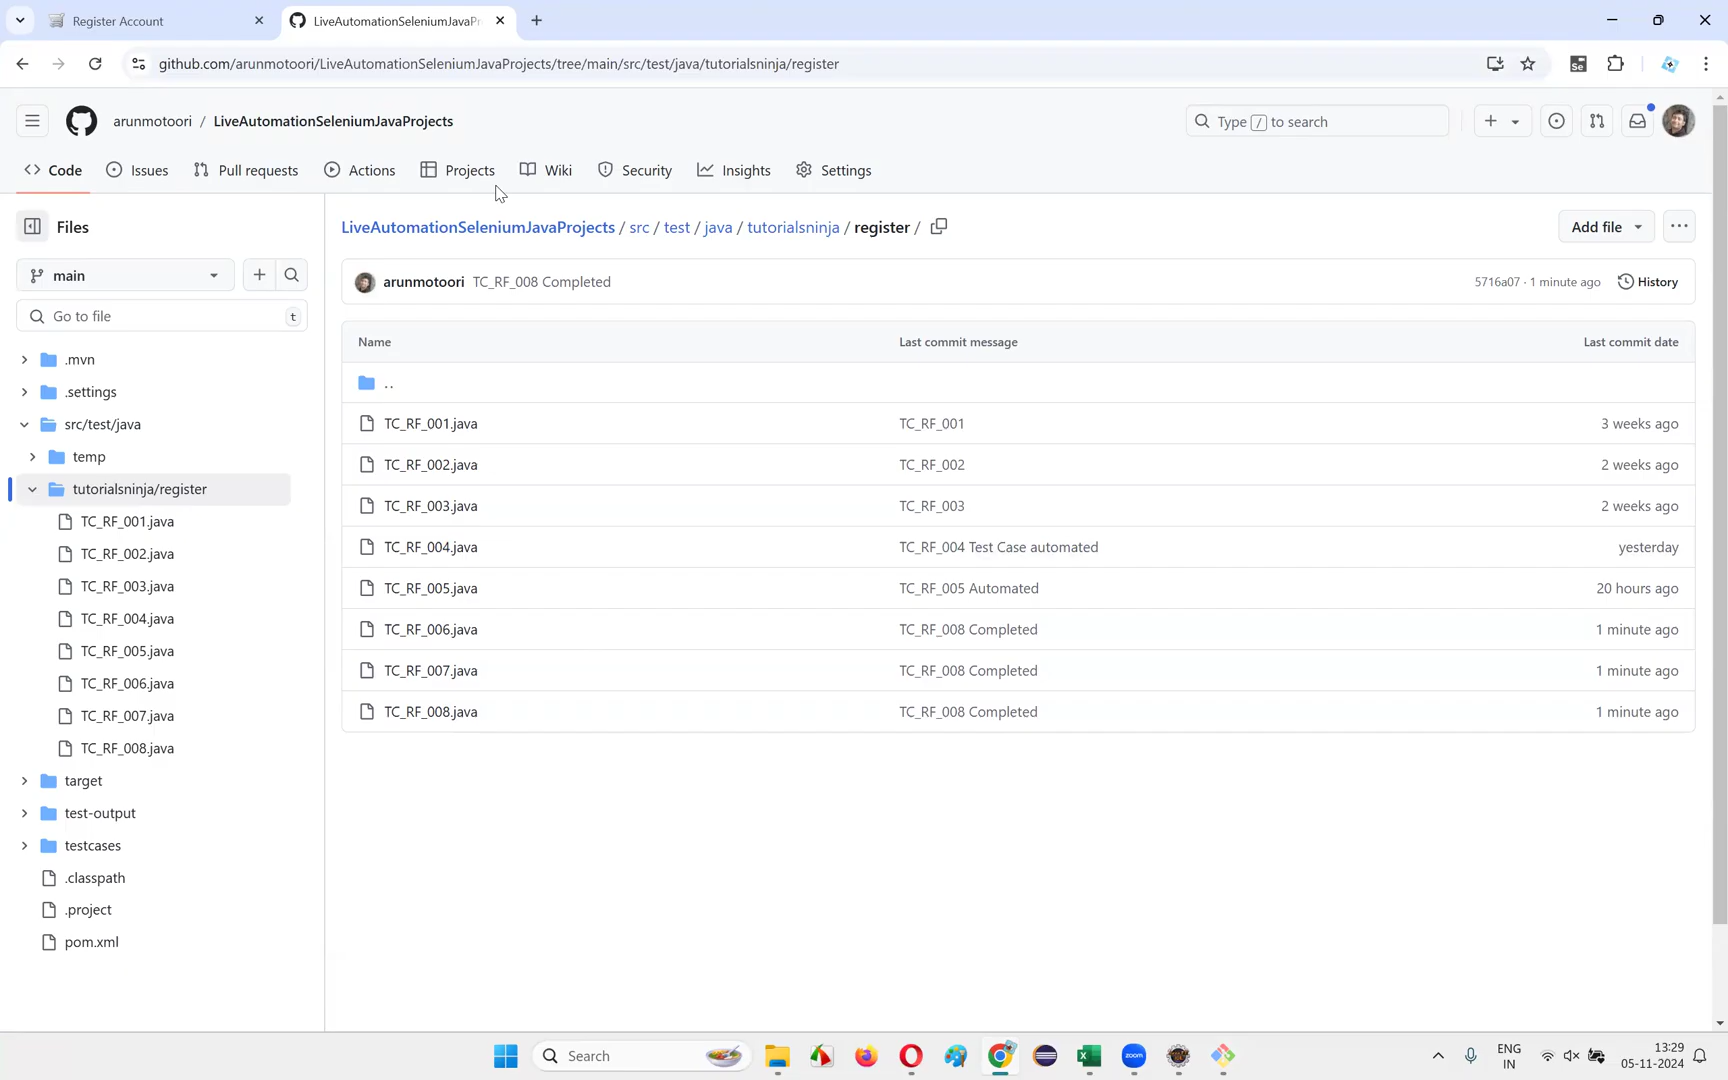 Register Account
LiveAutomationSeleniumJavaPr
github.com/arunmotoori/LiveAutomationSeleniumJavaProjects/tree/main/src/test/java/tutorialsninja/register
arunmotoori / LiveAutomationSeleniumJavaProjects
Type / to search
Code Issues Pull requests Actions Projects Wiki Security Insights Settings
Files
LiveAutomationSeleniumJavaProjects / src / test / java / tutorialsninja / register /
Add file
main
arunmotoori TC_RF_008 Completed
5716a07 · 1 minute ago History
Go to file t
Name Last commit message Last commit date
.mvn
..
.settings
src/test/java
TC_RF_001.java TC_RF_001 3 weeks ago
temp
TC_RF_002.java TC_RF_002 2 weeks ago
tutorialsninja/register
TC_RF_003.java TC_RF_003 2 weeks ago
TC_RF_001.java
TC_RF_004.java TC_RF_004 Test Case automated yesterday
TC_RF_002.java
TC_RF_005.java TC_RF_005 Automated 20 hours ago
TC_RF_003.java
TC_RF_006.java TC_RF_008 Completed 1 minute ago
TC_RF_004.java
TC_RF_007.java TC_RF_008 Completed 1 minute ago
TC_RF_005.java
TC_RF_008.java TC_RF_008 Completed 1 minute ago
TC_RF_006.java
TC_RF_007.java
TC_RF_008.java
target
test-output
testcases
.classpath
.project
pom.xml
Search
zoom
ENG
IN
13:29
05-11-2024